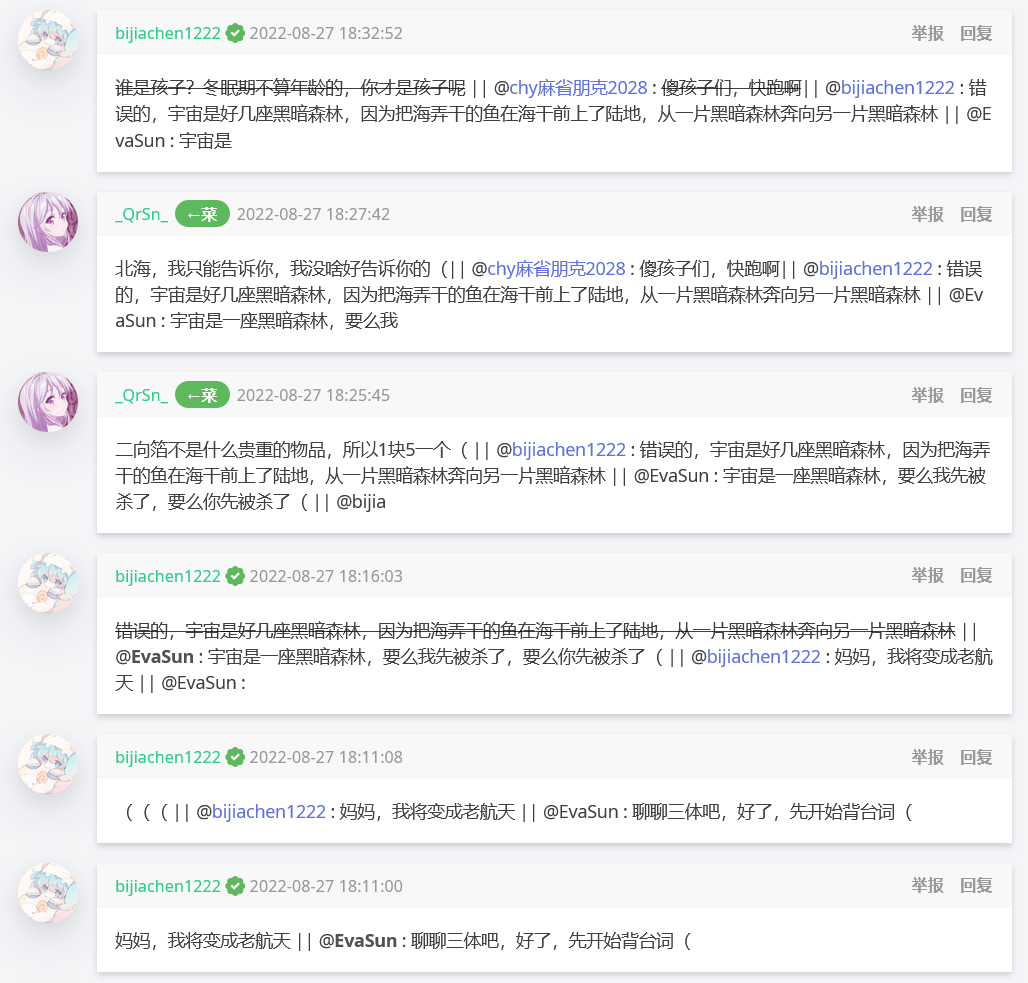 bijiachen1222 2022-08-27 18:32:52 举报 回复
谁是孩子？冬眠期不算年龄的，你才是孩子呢 || @chy麻省朋克2028 : 傻孩子们，快跑啊|| @bijiachen1222 : 错
误的，宇宙是好几座黑暗森林，因为把海弄干的鱼在海干前上了陆地，从一片黑暗森林奔向另一片黑暗森林 || @E
vaSun : 宇宙是
_QrSn_ ←菜 2022-08-27 18:27:42 举报 回复
北海，我只能告诉你，我没啥好告诉你的（|| @chy麻省朋克2028 : 傻孩子们，快跑啊|| @bijiachen1222 : 错误
的，宇宙是好几座黑暗森林，因为把海弄干的鱼在海干前上了陆地，从一片黑暗森林奔向另一片黑暗森林 || @Ev
aSun : 宇宙是一座黑暗森林，要么我
_QrSn_ ←菜 2022-08-27 18:25:45 举报 回复
二向箔不是什么贵重的物品，所以1块5一个（ || @bijiachen1222 : 错误的，宇宙是好几座黑暗森林，因为把海弄
干的鱼在海干前上了陆地，从一片黑暗森林奔向另一片黑暗森林 || @EvaSun : 宇宙是一座黑暗森林，要么我先被
杀了，要么你先被杀了（ || @bijia
bijiachen1222 2022-08-27 18:16:03 举报 回复
错误的，宇宙是好几座黑暗森林，因为把海弄干的鱼在海干前上了陆地，从一片黑暗森林奔向另一片黑暗森林 ||
@EvaSun : 宇宙是一座黑暗森林，要么我先被杀了，要么你先被杀了（ || @bijiachen1222 : 妈妈，我将变成老航
天 || @EvaSun :
bijiachen1222 2022-08-27 18:11:08 举报 回复
（（（ || @bijiachen1222 : 妈妈，我将变成老航天 || @EvaSun : 聊聊三体吧，好了，先开始背台词（
bijiachen1222 2022-08-27 18:11:00 举报 回复
妈妈，我将变成老航天 || @EvaSun : 聊聊三体吧，好了，先开始背台词（